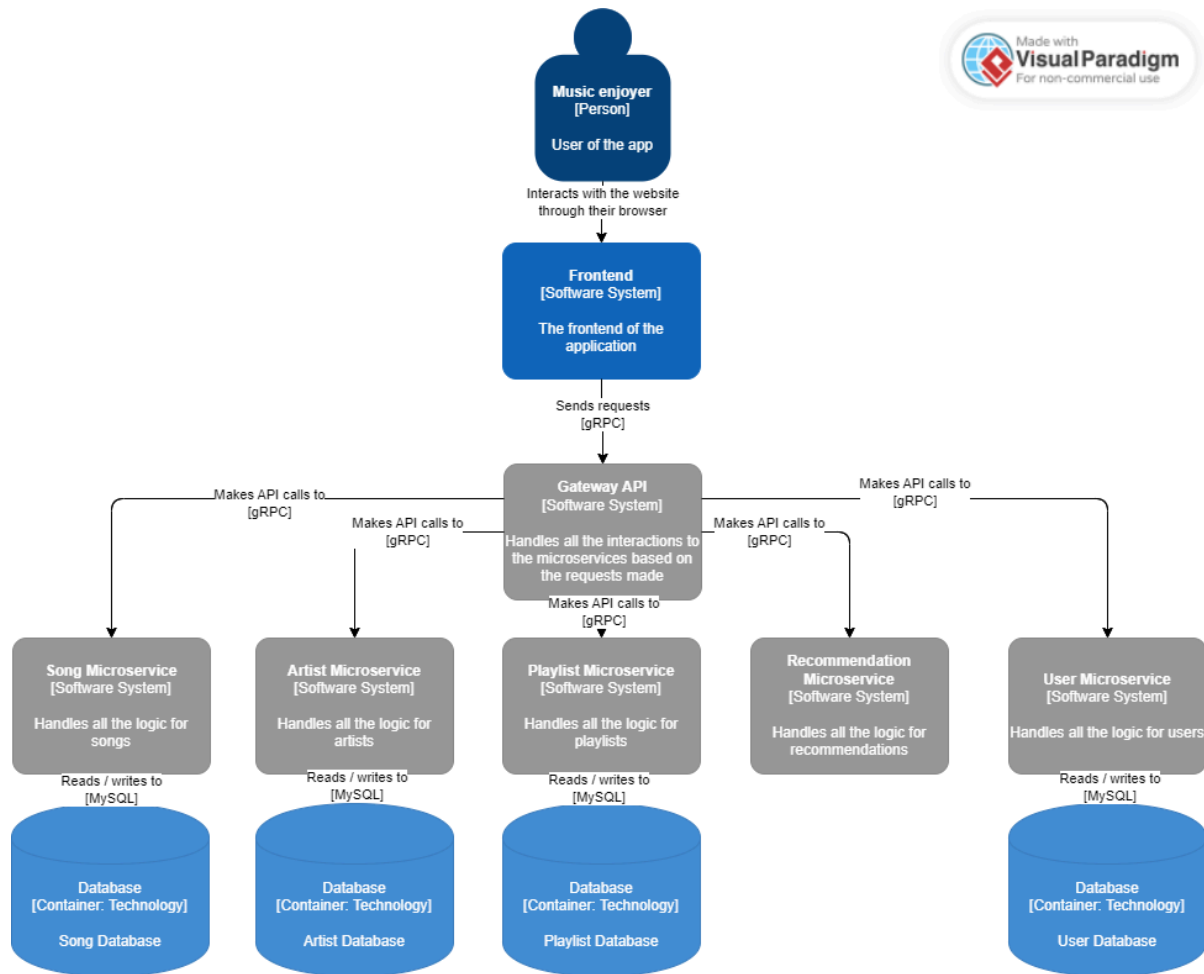 Made with
VisualParadigm
For non-commercial use
Music enjoyer
[Person]
User of the app
Interacts with the website
through their browser
Frontend
[Software System]
The frontend of the
application
Sends requests
[gRPC]
Gateway API
[Software System]
Handles all the interactions to
the microservices based on
the requests made
Makes API calls to
[gRPC]
Makes API calls to
[gRPC]
Makes API calls to
[gRPC]
Makes API calls to
[gRPC]
Makes API calls to
[gRPC]
Song Microservice
[Software System]
Handles all the logic for
songs
Artist Microservice
[Software System]
Handles all the logic for
artists
Playlist Microservice
[Software System]
Handles all the logic for
playlists
Recommendation
Microservice
[Software System]
Handles all the logic for
recommendations
User Microservice
[Software System]
Handles all the logic for users
Reads / writes to
[MySQL]
Reads / writes to
[MySQL]
Reads / writes to
[MySQL]
Reads / writes to
[MySQL]
Database
[Container: Technology]
Song Database
Database
[Container: Technology]
Artist Database
Database
[Container: Technology]
Playlist Database
Database
[Container: Technology]
User Database